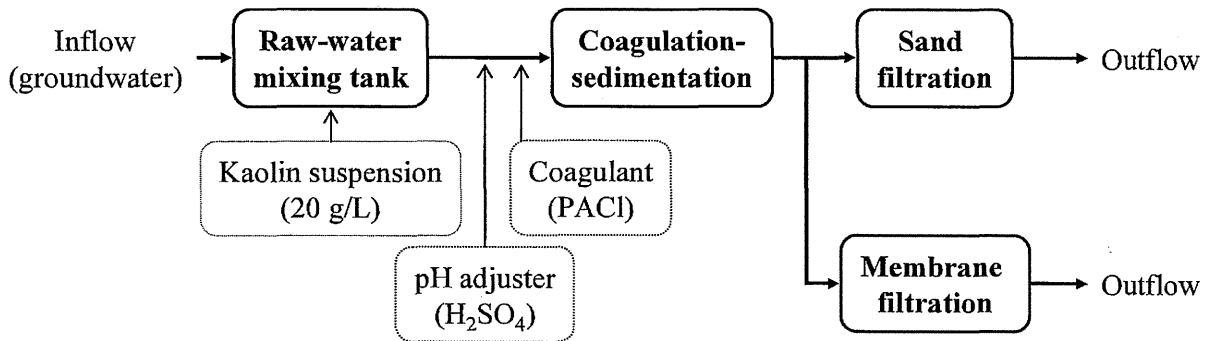 Inflow
(groundwater)
Raw-water
mixing tank
Coagulation-
sedimentation
Sand
filtration
Outflow
Kaolin suspension
(20 g/L)
Coagulant
(PACl)
pH adjuster
(H₂SO₄)
Membrane
filtration
Outflow